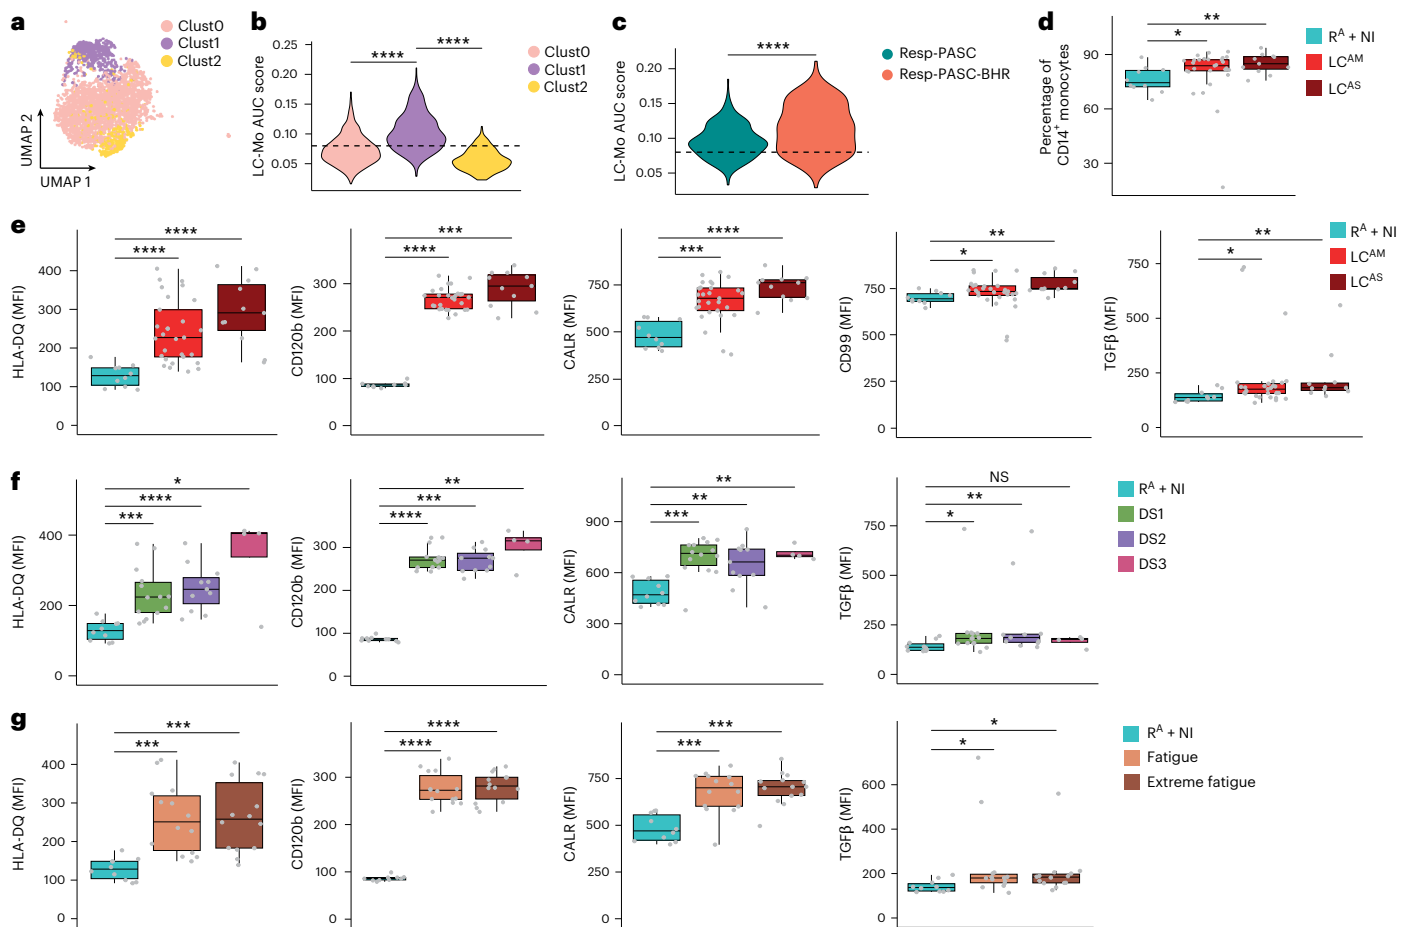 a
Clust0
Clust1
Clust2
UMAP 2
UMAP 1
b
LC-Mo AUC score
0.25
0.20
0.15
0.10
0.05
****
****
Clust0
Clust1
Clust2
c
LC-Mo AUC score
0.20
0.15
0.10
0.05
****
Resp-PASC
Resp-PASC-BHR
d
Percentage of
CD14⁺ monocytes
90
60
30
**
*
Rᴬ + NI
LCᴬᴹ
LCᴬˢ
e
HLA-DQ (MFI)
400
300
200
100
0
****
****
CD120b (MFI)
300
200
100
0
***
****
CALR (MFI)
750
500
250
0
****
***
CD99 (MFI)
750
500
250
0
**
*
TGFβ (MFI)
750
500
250
0
**
*
Rᴬ + NI
LCᴬᴹ
LCᴬˢ
f
HLA-DQ (MFI)
400
200
0
*
****
***
CD120b (MFI)
300
200
100
0
**
***
****
CALR (MFI)
900
600
300
0
**
**
***
TGFβ (MFI)
750
500
250
0
NS
**
*
Rᴬ + NI
DS1
DS2
DS3
g
HLA-DQ (MFI)
400
300
200
100
0
***
***
CD120b (MFI)
300
200
100
0
****
****
CALR (MFI)
750
500
250
0
***
***
TGFβ (MFI)
600
400
200
0
*
*
Rᴬ + NI
Fatigue
Extreme fatigue